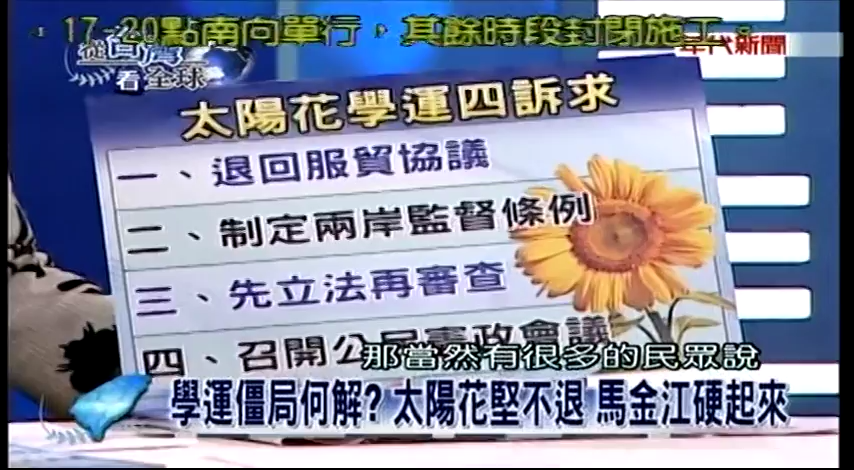 17-20點南向單行，其餘時段封閉施工。
年代新聞
從台灣
看全球
太陽花學運四訴求
一、退回服貿協議
二、制定兩岸監督條例
三、先立法再審查
四、召開公民憲政會議
那當然有很多的民眾說
學運僵局何解？太陽花堅不退 馬金江硬起來